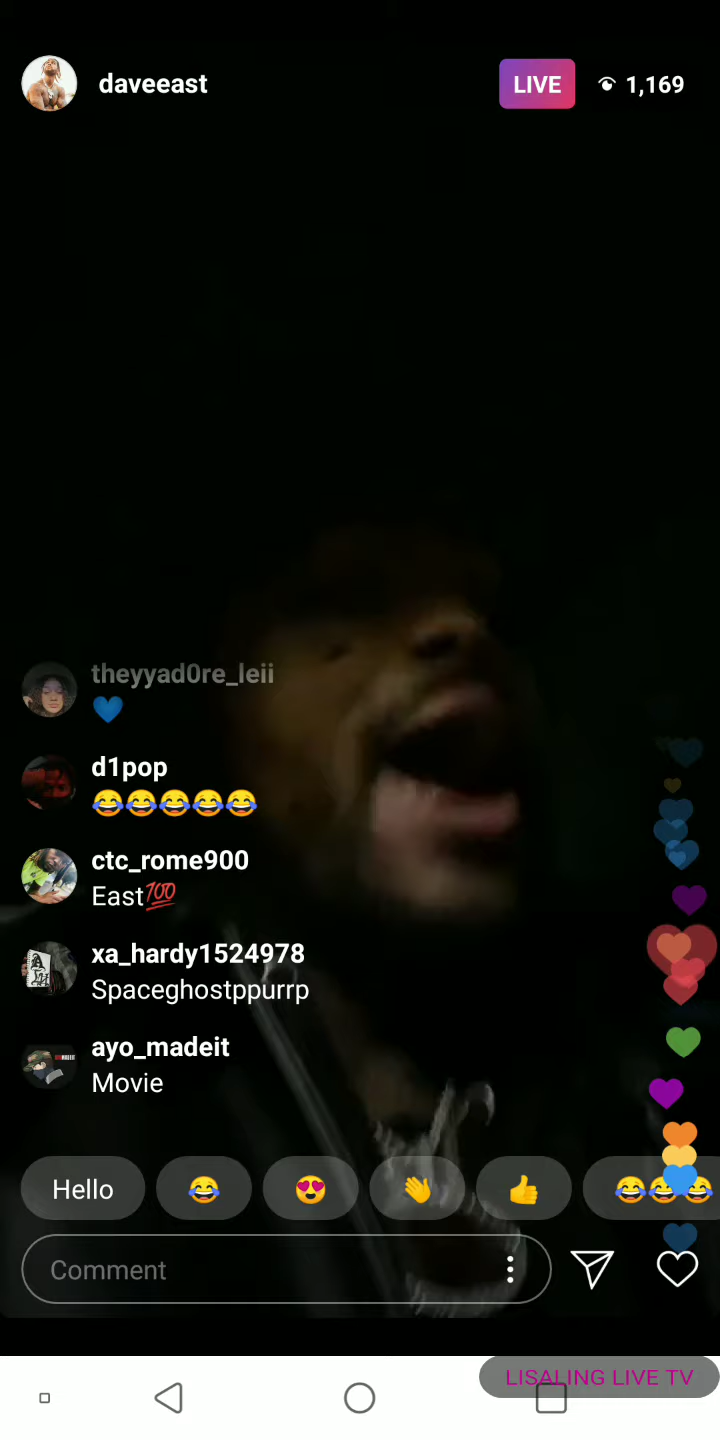 daveeast
LIVE
1,169
theyyad0re_leii
💙
d1pop
😂😂😂😂😂
ctc_rome900
East💯
xa_hardy1524978
Spaceghostppurrp
ayo_madeit
Movie
Hello 😂 😍 👋 👍 😂😂😂
Comment
LISALING LIVE TV